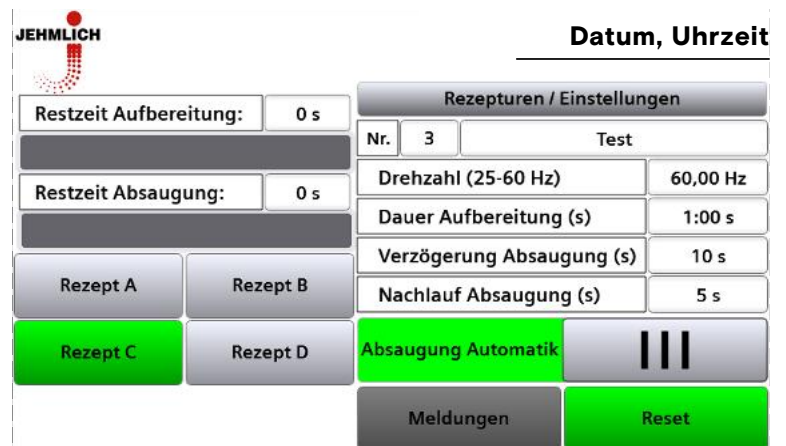 JEHMLICH
Datum, Uhrzeit
Restzeit Aufbereitung: 0 s
Restzeit Absaugung: 0 s
Rezept A Rezept B
Rezept C Rezept D
Rezepturen / Einstellungen
Nr. 3 Test
Drehzahl (25-60 Hz) 60,00 Hz
Dauer Aufbereitung (s) 1:00 s
Verzögerung Absaugung (s) 10 s
Nachlauf Absaugung (s) 5 s
Absaugung Automatik
Meldungen Reset